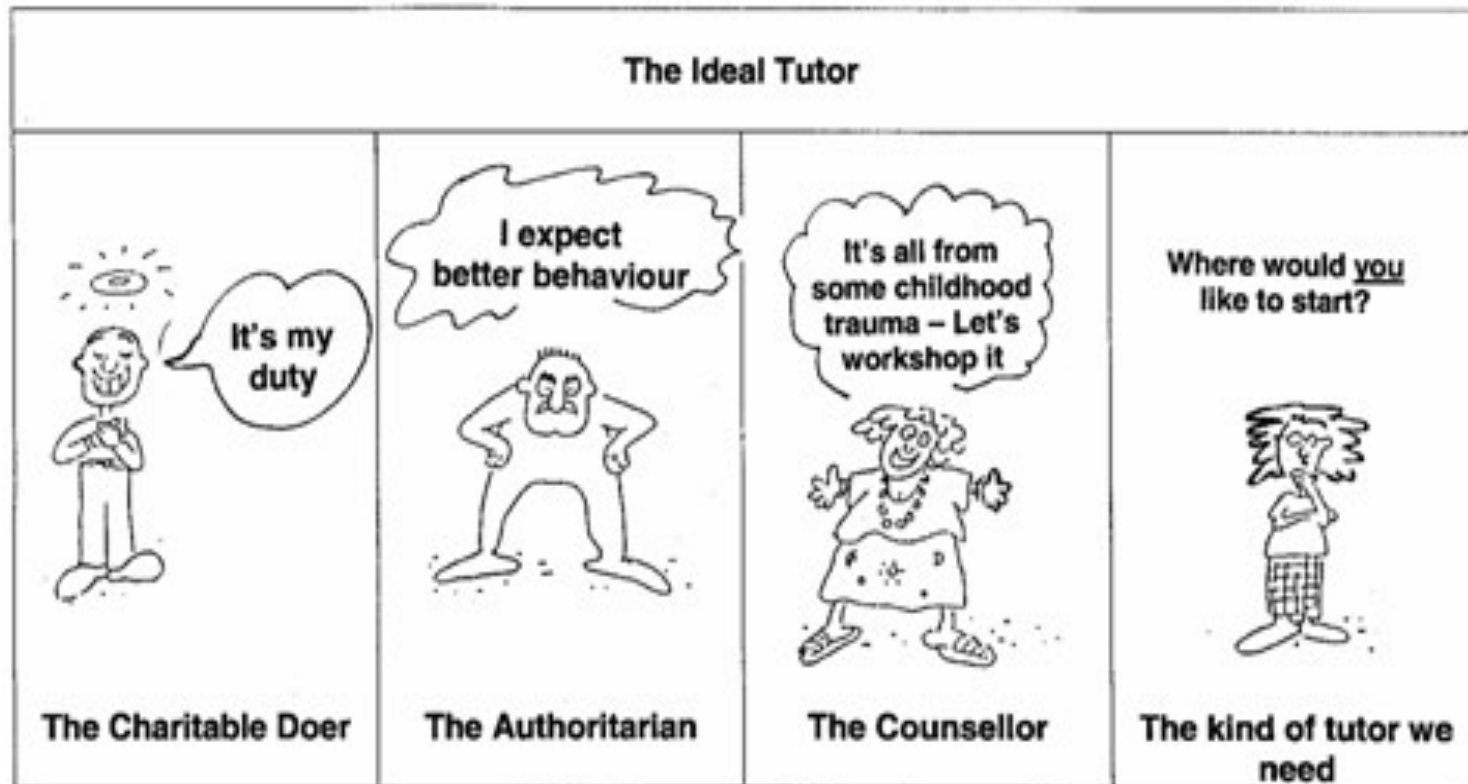 The Ideal Tutor
It's my
duty
The Charitable Doer
I expect
better behaviour
The Authoritarian
It's all from
some childhood
trauma – Let's
workshop it
The Counsellor
Where would you
like to start?
The kind of tutor we
need